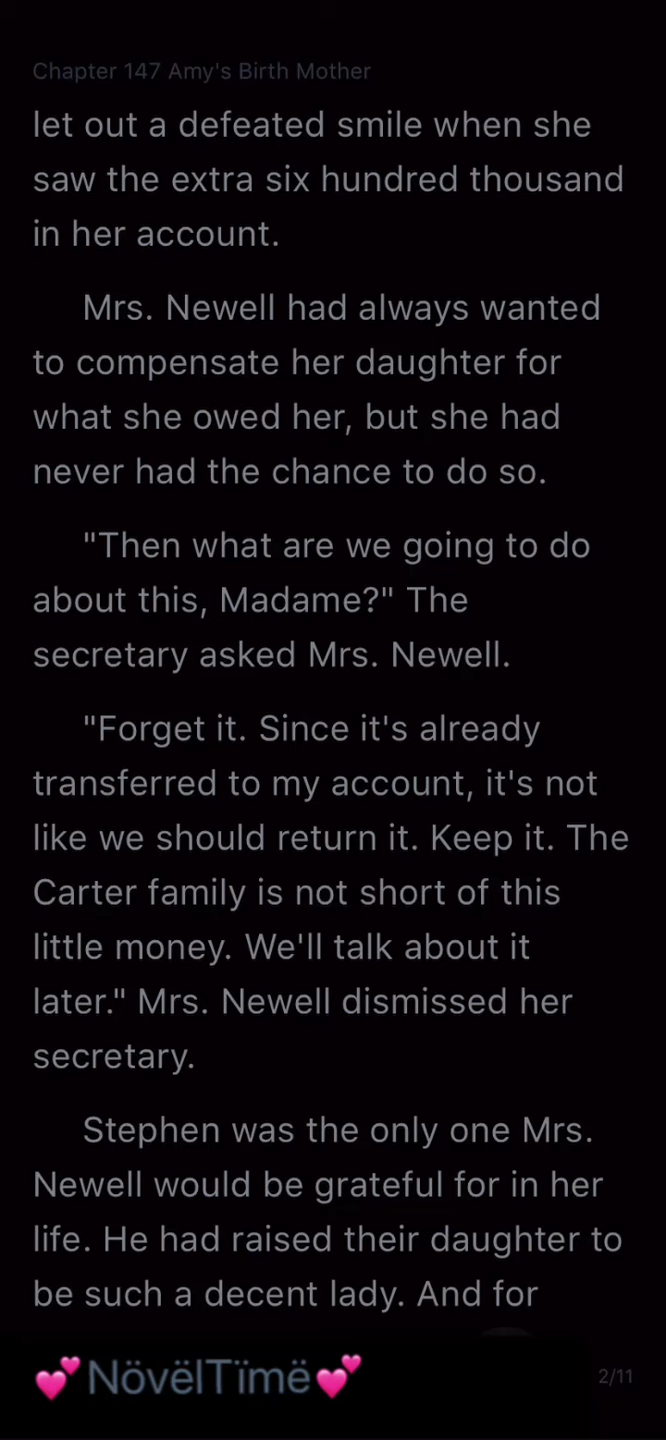 Chapter 147 Amy's Birth Mother
let out a defeated smile when she
saw the extra six hundred thousand
in her account.
Mrs. Newell had always wanted
to compensate her daughter for
what she owed her, but she had
never had the chance to do so.
"Then what are we going to do
about this, Madame?" The
secretary asked Mrs. Newell.
"Forget it. Since it's already
transferred to my account, it's not
like we should return it. Keep it. The
Carter family is not short of this
little money. We'll talk about it
later." Mrs. Newell dismissed her
secretary.
Stephen was the only one Mrs.
Newell would be grateful for in her
life. He had raised their daughter to
be such a decent lady. And for
💕NövëlTïmë💕
2/11